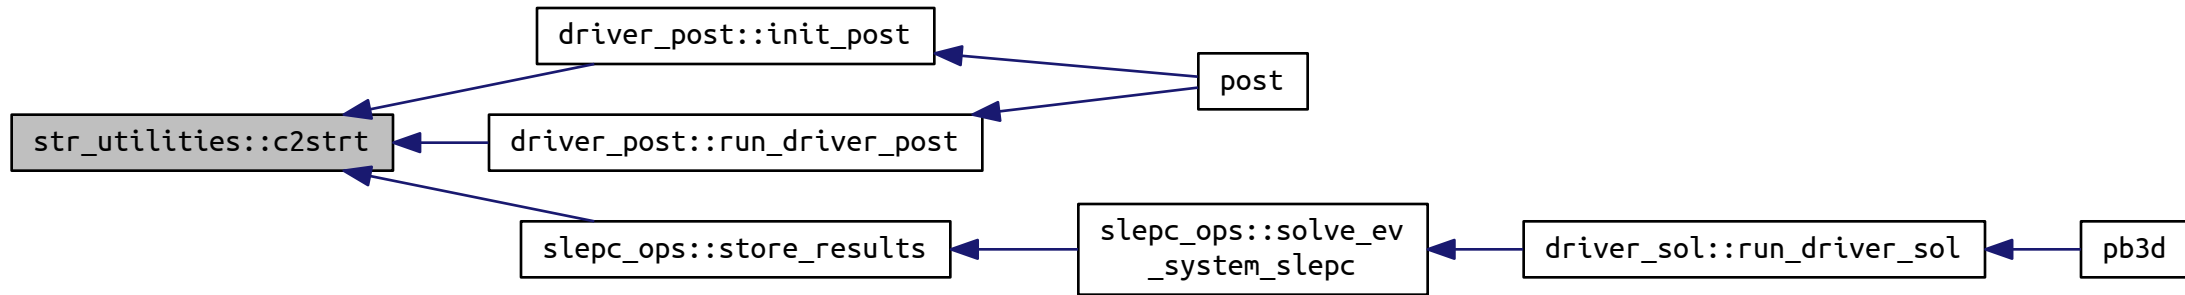 driver_post::init_post
post
str_utilities::c2strt
driver_post::run_driver_post
slepc_ops::store_results
slepc_ops::solve_ev
_system_slepc
driver_sol::run_driver_sol
pb3d